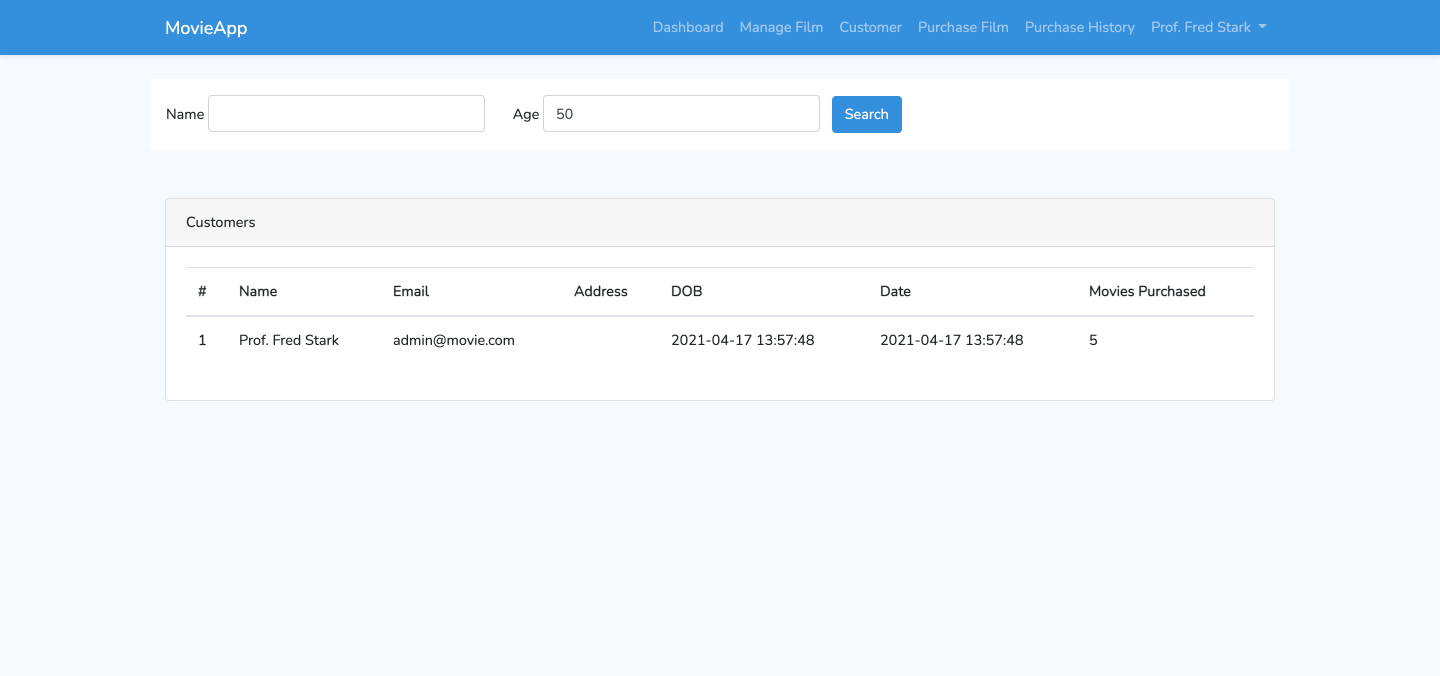 MovieApp Dashboard Manage Film Customer Purchase Film Purchase History Prof. Fred Stark
Name Age 50 Search
Customers
# Name Email Address DOB Date Movies Purchased
1 Prof. Fred Stark admin@movie.com 2021-04-17 13:57:48 2021-04-17 13:57:48 5